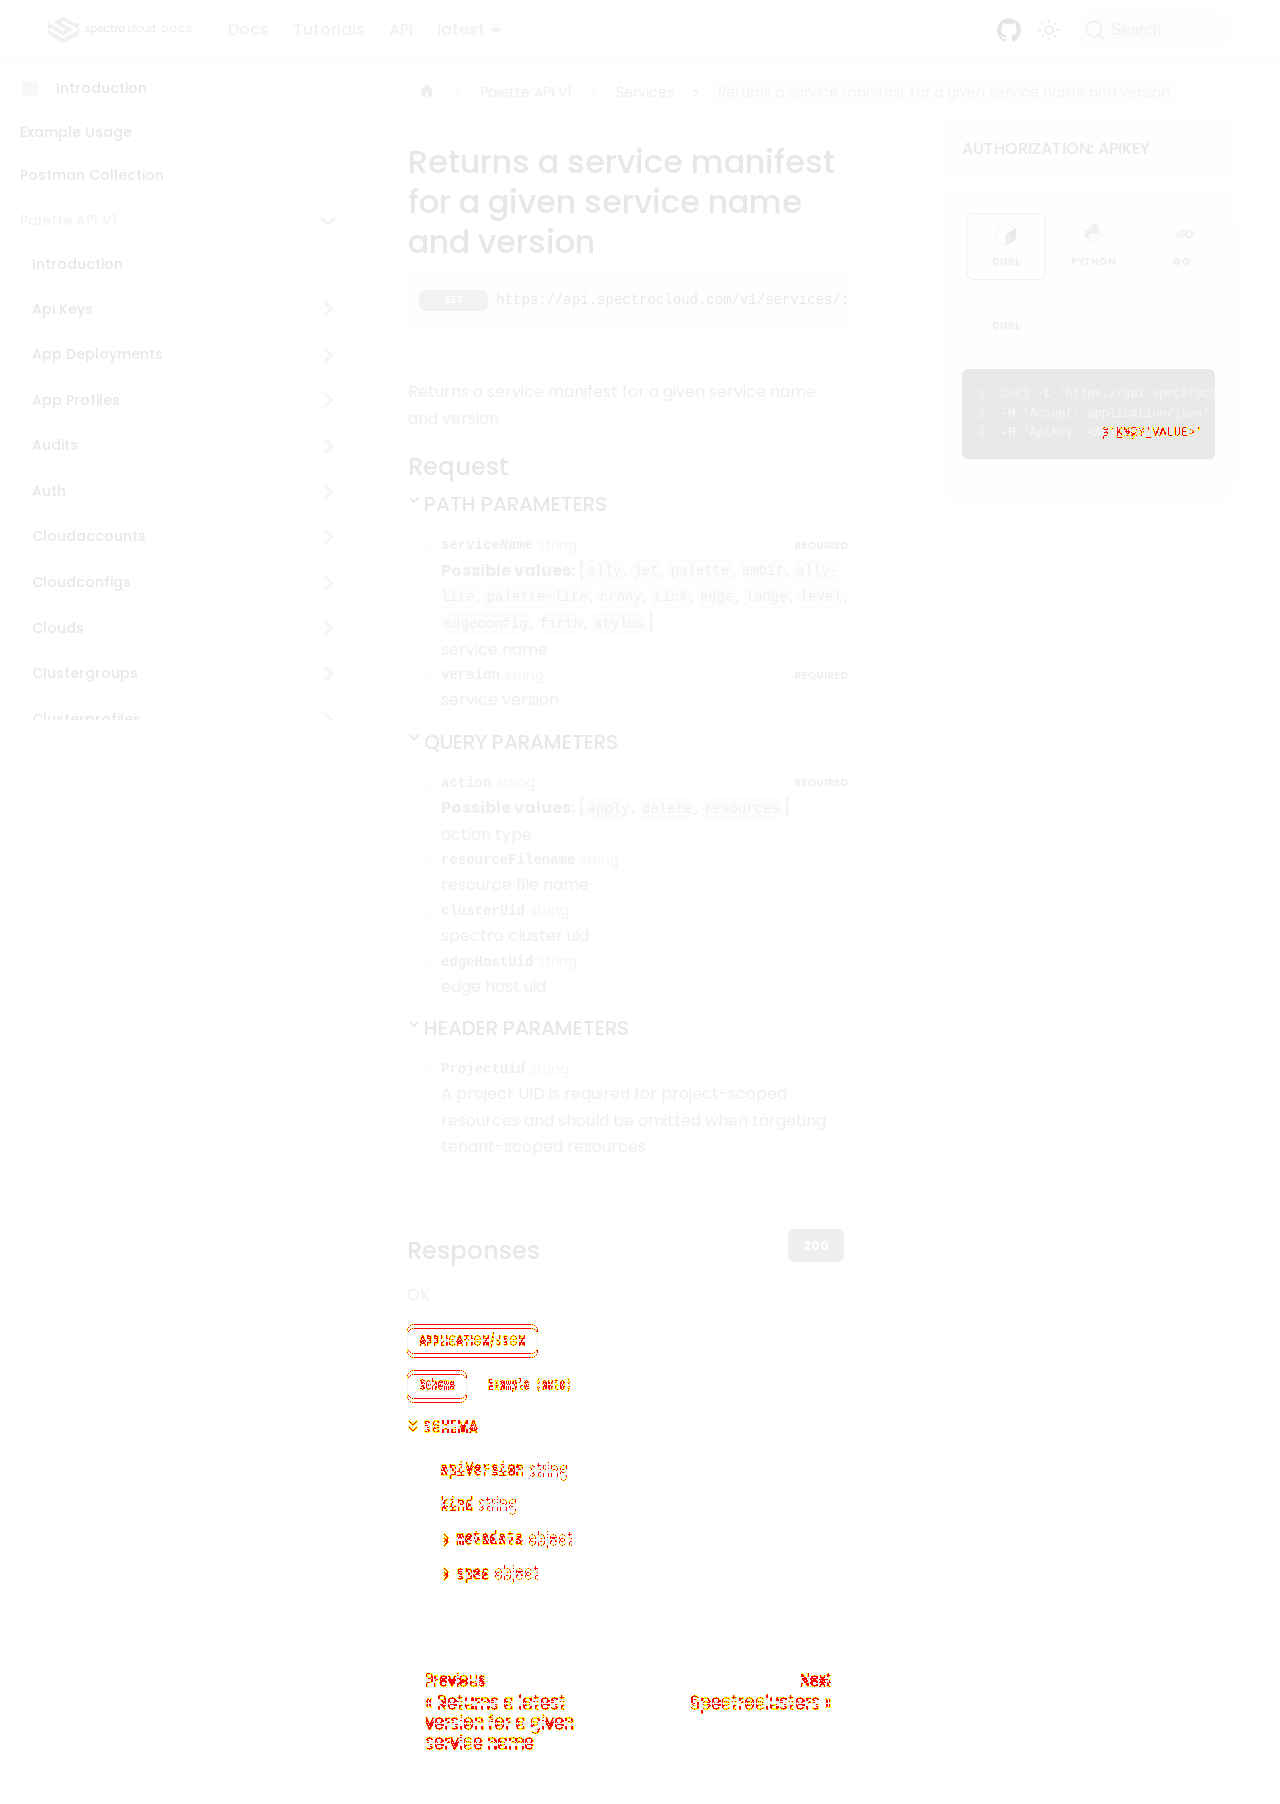 spectro cloud DOCS Docs Tutorials API latest Search
Introduction
Example Usage
Postman Collection
Palette API V1
Introduction
Api Keys
App Deployments
App Profiles
Audits
Auth
Cloudaccounts
Cloudconfigs
Clouds
Clustergroups
Clusterprofiles
Palette API V1 Services Returns a service manifest for a given service name and version
Returns a service manifest
for a given service name
and version
GET https://api.spectrocloud.com/v1/services/:
Returns a service manifest for a given service name
and version
Request
PATH PARAMETERS
serviceName string REQUIRED
Possible values: [ally, jet, palette, ambit, ally-
lite, palette-lite, crony, tick, edge, lodge, level,
edgeconfig, firth, stylus]
service name
version string REQUIRED
service version
QUERY PARAMETERS
action string REQUIRED
Possible values: [apply, delete, resources]
action type
resourceFilename string
resource file name
clusterUid string
spectro cluster uid
edgeHostUid string
edge host uid
HEADER PARAMETERS
ProjectUid string
A project UID is required for project-scoped
resources and should be omitted when targeting
tenant-scoped resources
Responses 200
OK
APPLICATION/JSON
Schema Example (auto)
SCHEMA
apiVersion string
kind string
metadata object
spec object
Previous
« Returns a latest
version for a given
service name
Next
Spectroclusters »
AUTHORIZATION: APIKEY
CURL PYTHON GO GO
CURL
1 curl -L 'https://api.spectrocl
2 -H 'Accept: application/json'
3 -H 'ApiKey: VALUE>'